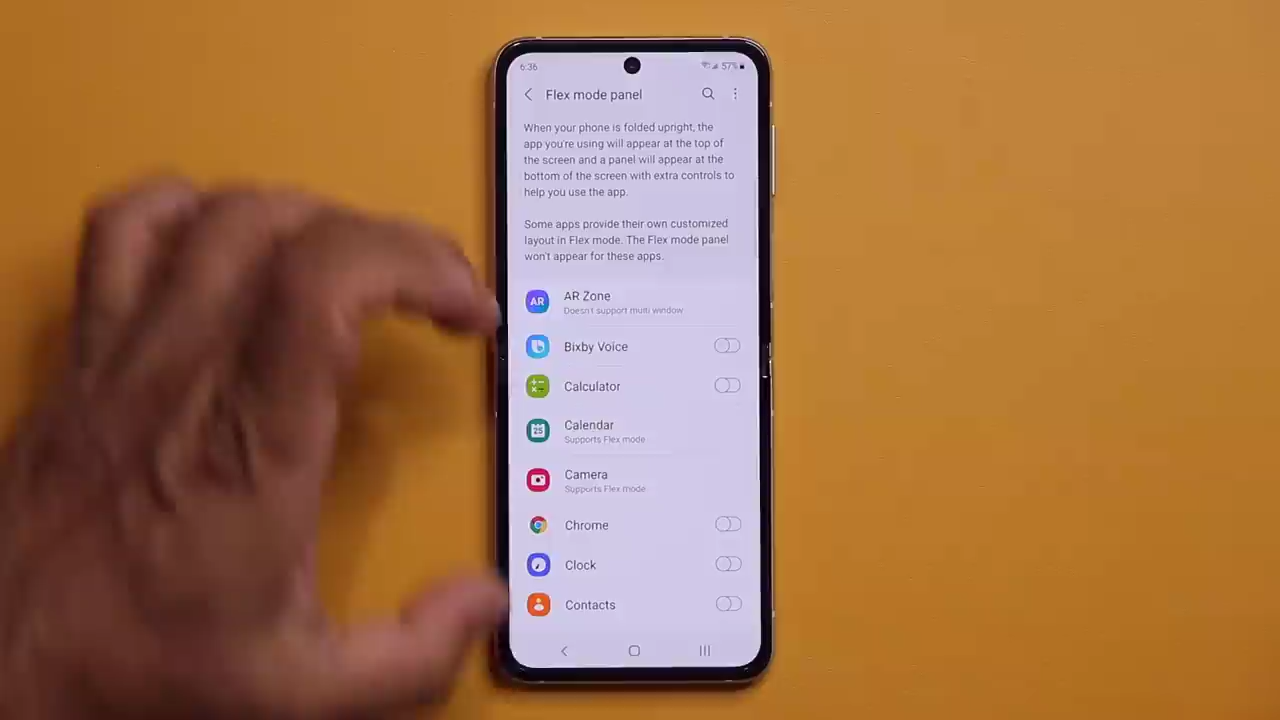 6:36
57%
Flex mode panel
When your phone is folded upright, the
app you're using will appear at the top of
the screen and a panel will appear at the
bottom of the screen with extra controls to
help you use the app.
Some apps provide their own customized
layout in Flex mode. The Flex mode panel
won't appear for these apps.
AR
AR Zone
Doesn't support multi window
Bixby Voice
Calculator
25
Calendar
Supports Flex mode
Camera
Supports Flex mode
Chrome
Clock
Contacts